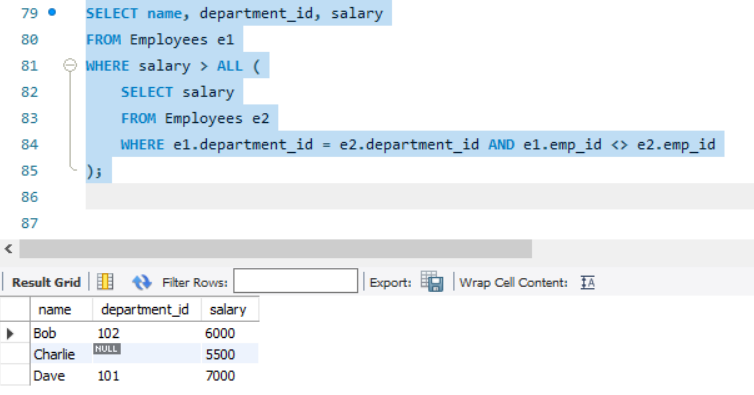 79 SELECT name, department_id, salary
80 FROM Employees e1
81 WHERE salary > ALL (
82 SELECT salary
83 FROM Employees e2
84 WHERE e1.department_id = e2.department_id AND e1.emp_id <> e2.emp_id
85 );
86
87
Result Grid Filter Rows: Export: Wrap Cell Content: IA
name department_id salary
Bob 102 6000
Charlie NULL 5500
Dave 101 7000